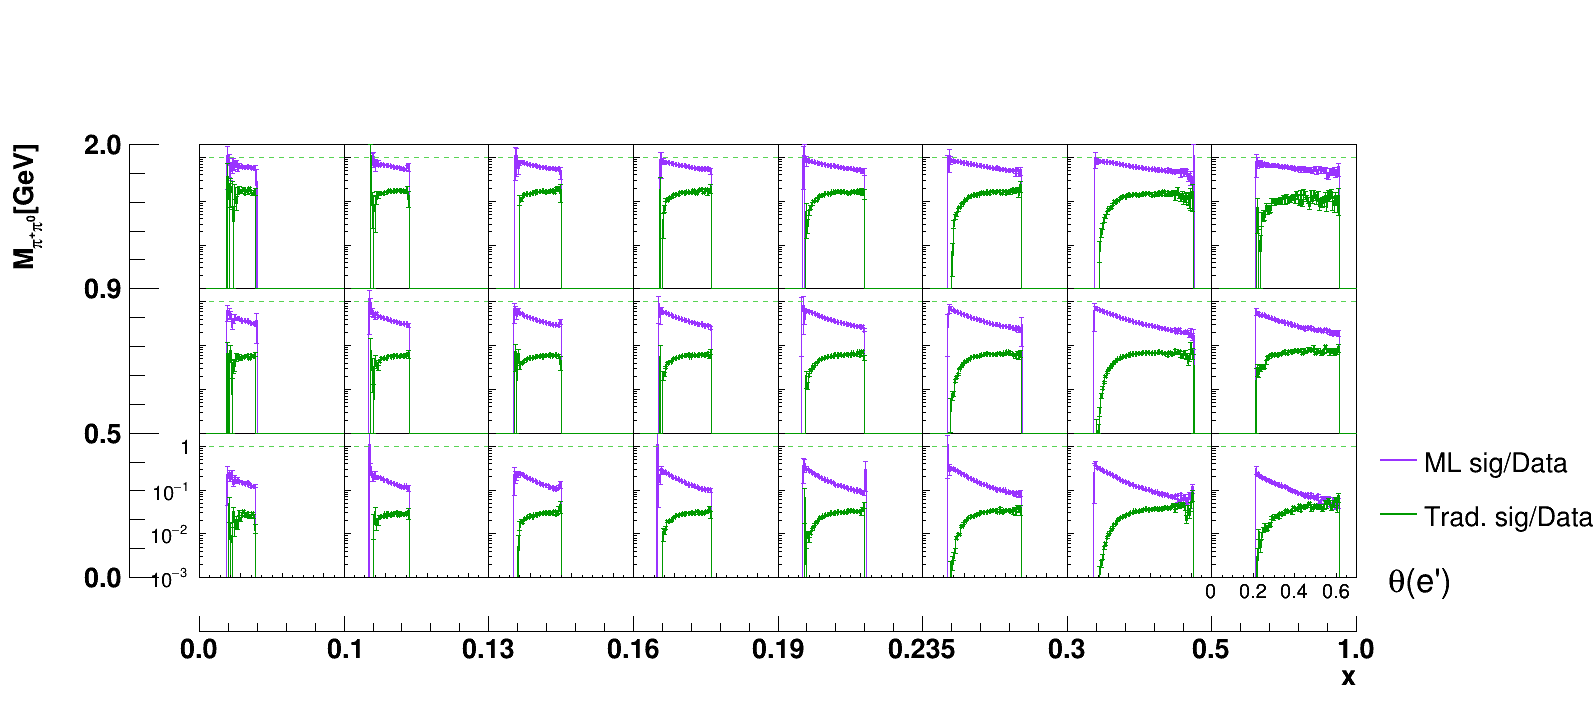 M π⁺π⁰ [GeV]
2.0
0.9
0.5
0.0
1
10⁻¹
10⁻²
10⁻³
ML sig/Data
Trad. sig/Data
θ(e')
0 0.2 0.4 0.6
0.0 0.1 0.13 0.16 0.19 0.235 0.3 0.5 1.0
x